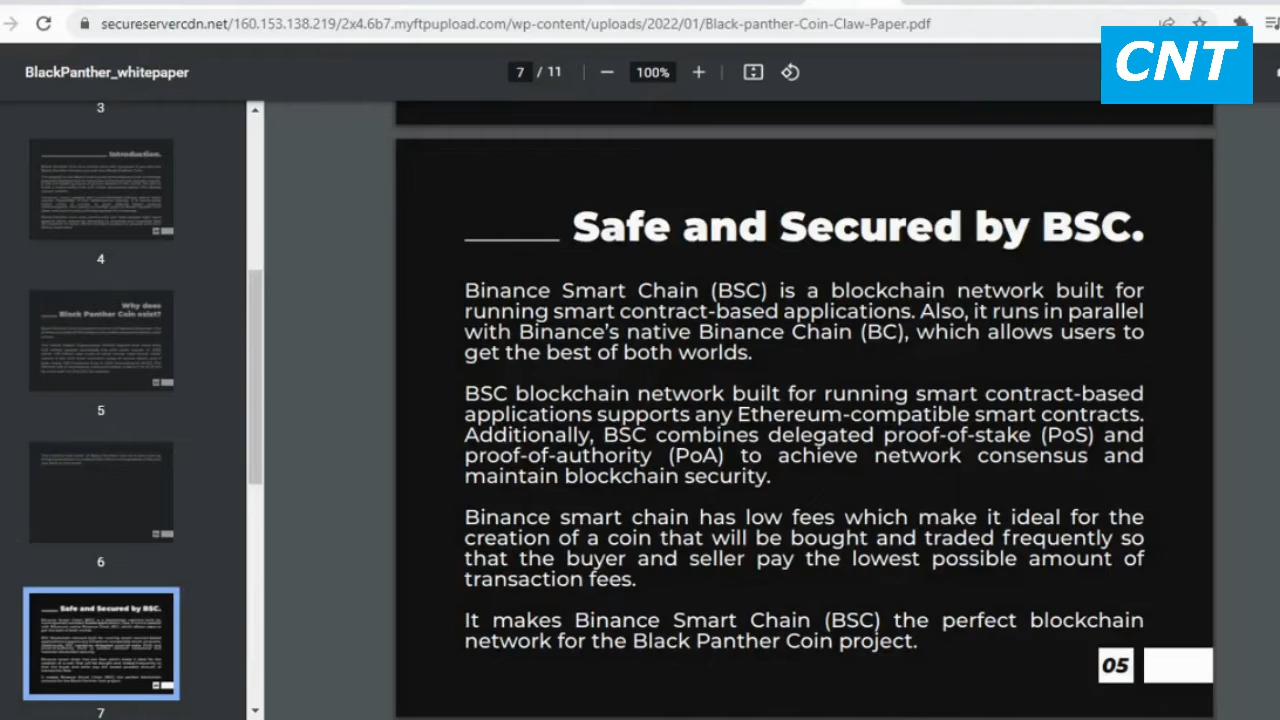 secureservercdn.net/160.153.138.219/2x4.6b7.myftpupload.com/wp-content/uploads/2022/01/Black-panther-Coin-Claw-Paper.pdf
CNT
BlackPanther_whitepaper
7 / 11
100%
3
Introduction.
4
Why does
Black Panther Coin exist?
5
6
Safe and Secured by BSC.
7
Safe and Secured by BSC.
Binance Smart Chain (BSC) is a blockchain network built for
running smart contract-based applications. Also, it runs in parallel
with Binance’s native Binance Chain (BC), which allows users to
get the best of both worlds.
BSC blockchain network built for running smart contract-based
applications supports any Ethereum-compatible smart contracts.
Additionally, BSC combines delegated proof-of-stake (PoS) and
proof-of-authority (PoA) to achieve network consensus and
maintain blockchain security.
Binance smart chain has low fees which make it ideal for the
creation of a coin that will be bought and traded frequently so
that the buyer and seller pay the lowest possible amount of
transaction fees.
It makes Binance Smart Chain (BSC) the perfect blockchain
network for the Black Panther Coin project.
05